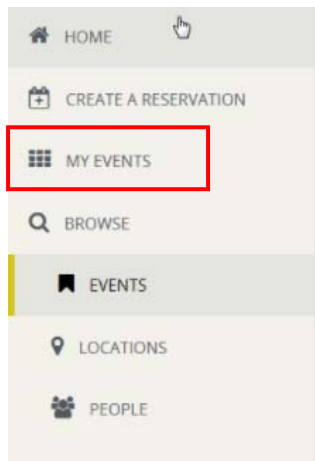 HOME
CREATE A RESERVATION
MY EVENTS
BROWSE
EVENTS
LOCATIONS
PEOPLE